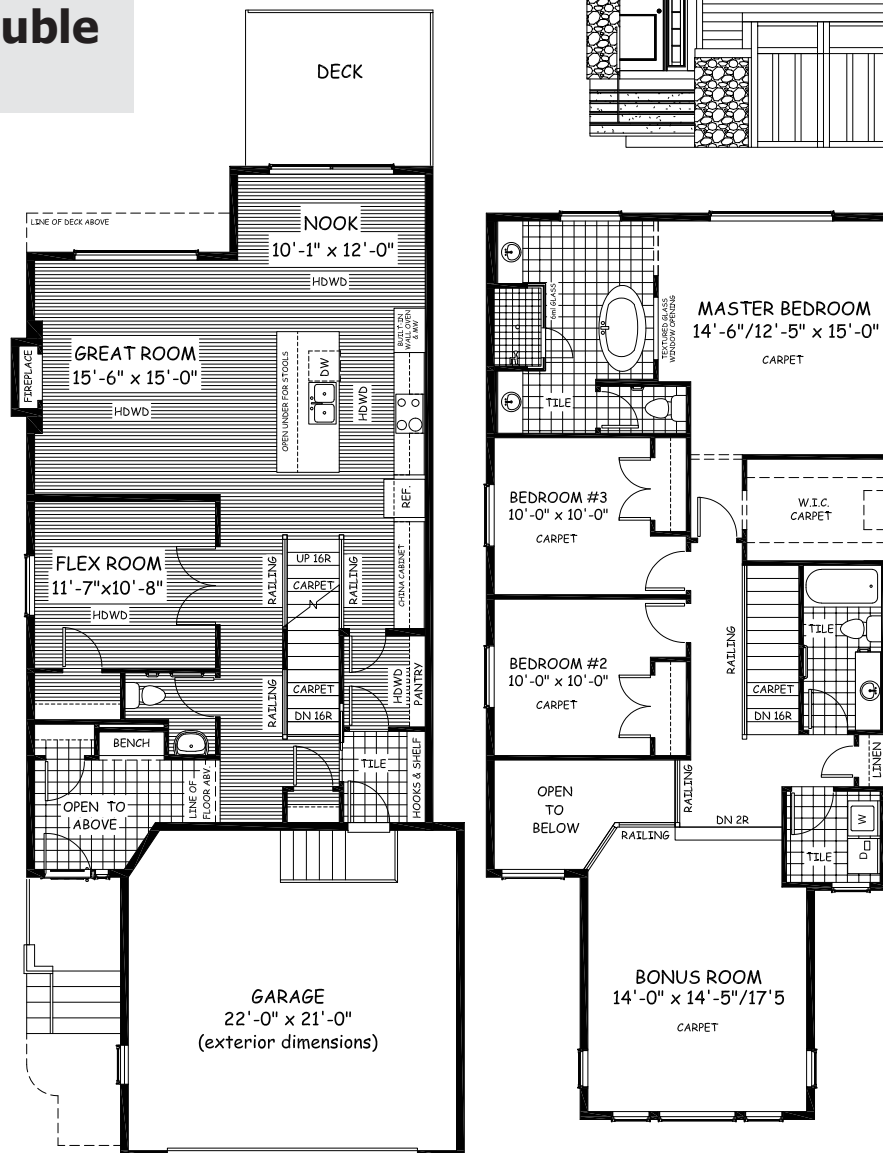 uble
DECK
LINE OF DECK ABOVE
NOOK
10'-1" x 12'-0"
HDWD
BUILT-IN
WALL OVEN
& MW
GREAT ROOM
15'-6" x 15'-0"
HDWD
FIREPLACE
OPEN UNDER FOR STOOLS
DW
HDWD
REF.
FLEX ROOM
11'-7"x10'-8"
HDWD
RAILING
UP 16R
CARPET
RAILING
CHINA CABINET
RAILING
CARPET
DN 16R
HDWD
PANTRY
BENCH
TILE
HOOKS & SHELF
OPEN TO
ABOVE
LINE OF
FLOOR ABV.
GARAGE
22'-0" x 21'-0"
(exterior dimensions)
6ml GLASS
TEXTURED GLASS
WINDOW OPENING
MASTER BEDROOM
14'-6"/12'-5" x 15'-0"
CARPET
TILE
BEDROOM #3
10'-0" x 10'-0"
CARPET
W.I.C.
CARPET
BEDROOM #2
10'-0" x 10'-0"
CARPET
RAILING
CARPET
DN 16R
TILE
LINEN
OPEN
TO
BELOW
RAILING
RAILING
DN 2R
W
D
TILE
BONUS ROOM
14'-0" x 14'-5"/17'5
CARPET